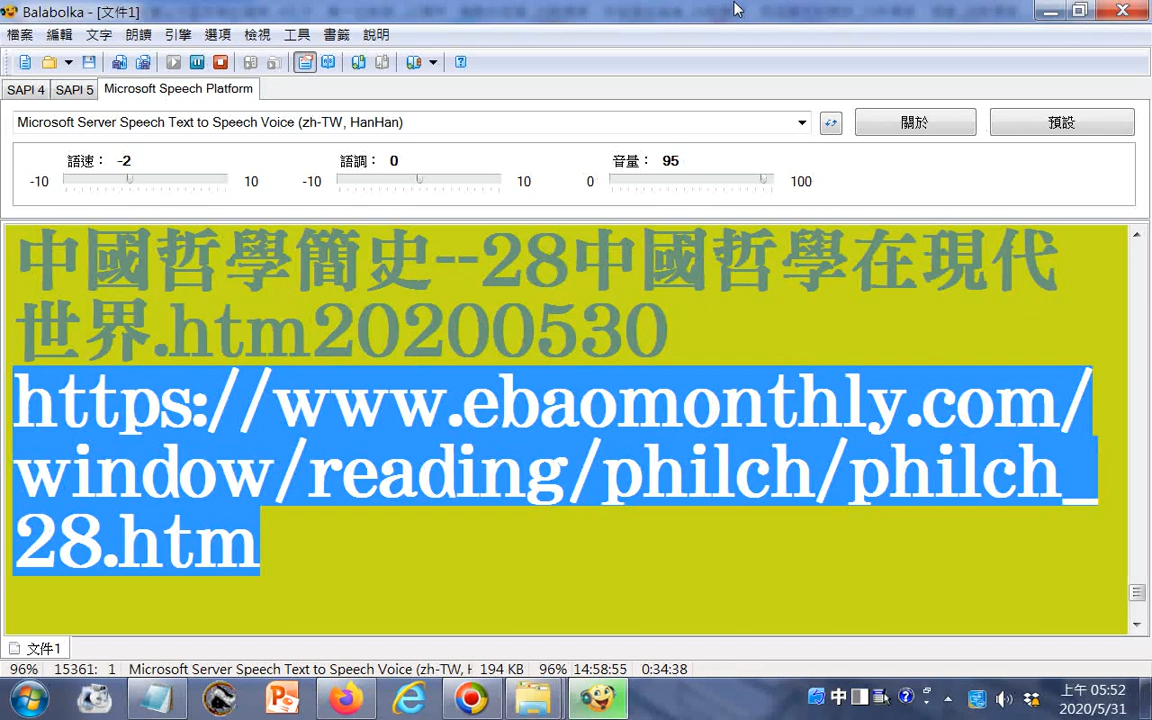 Balabolka - [文件1]
檔案 編輯 文字 朗讀 引擎 選項 檢視 工具 書籤 說明
SAPI 4 SAPI 5 Microsoft Speech Platform
Microsoft Server Speech Text to Speech Voice (zh-TW, HanHan) 關於 預設
語速： -2 語調： 0 音量： 95
-10 10 -10 10 0 100
中國哲學簡史--28中國哲學在現代
世界.htm20200530
https://www.ebaomonthly.com/
window/reading/philch/philch_
28.htm
文件1
96% 15361: 1 Microsoft Server Speech Text to Speech Voice (zh-TW, 194 KB 96% 14:58:55 0:34:38
中 上午 05:52
2020/5/31